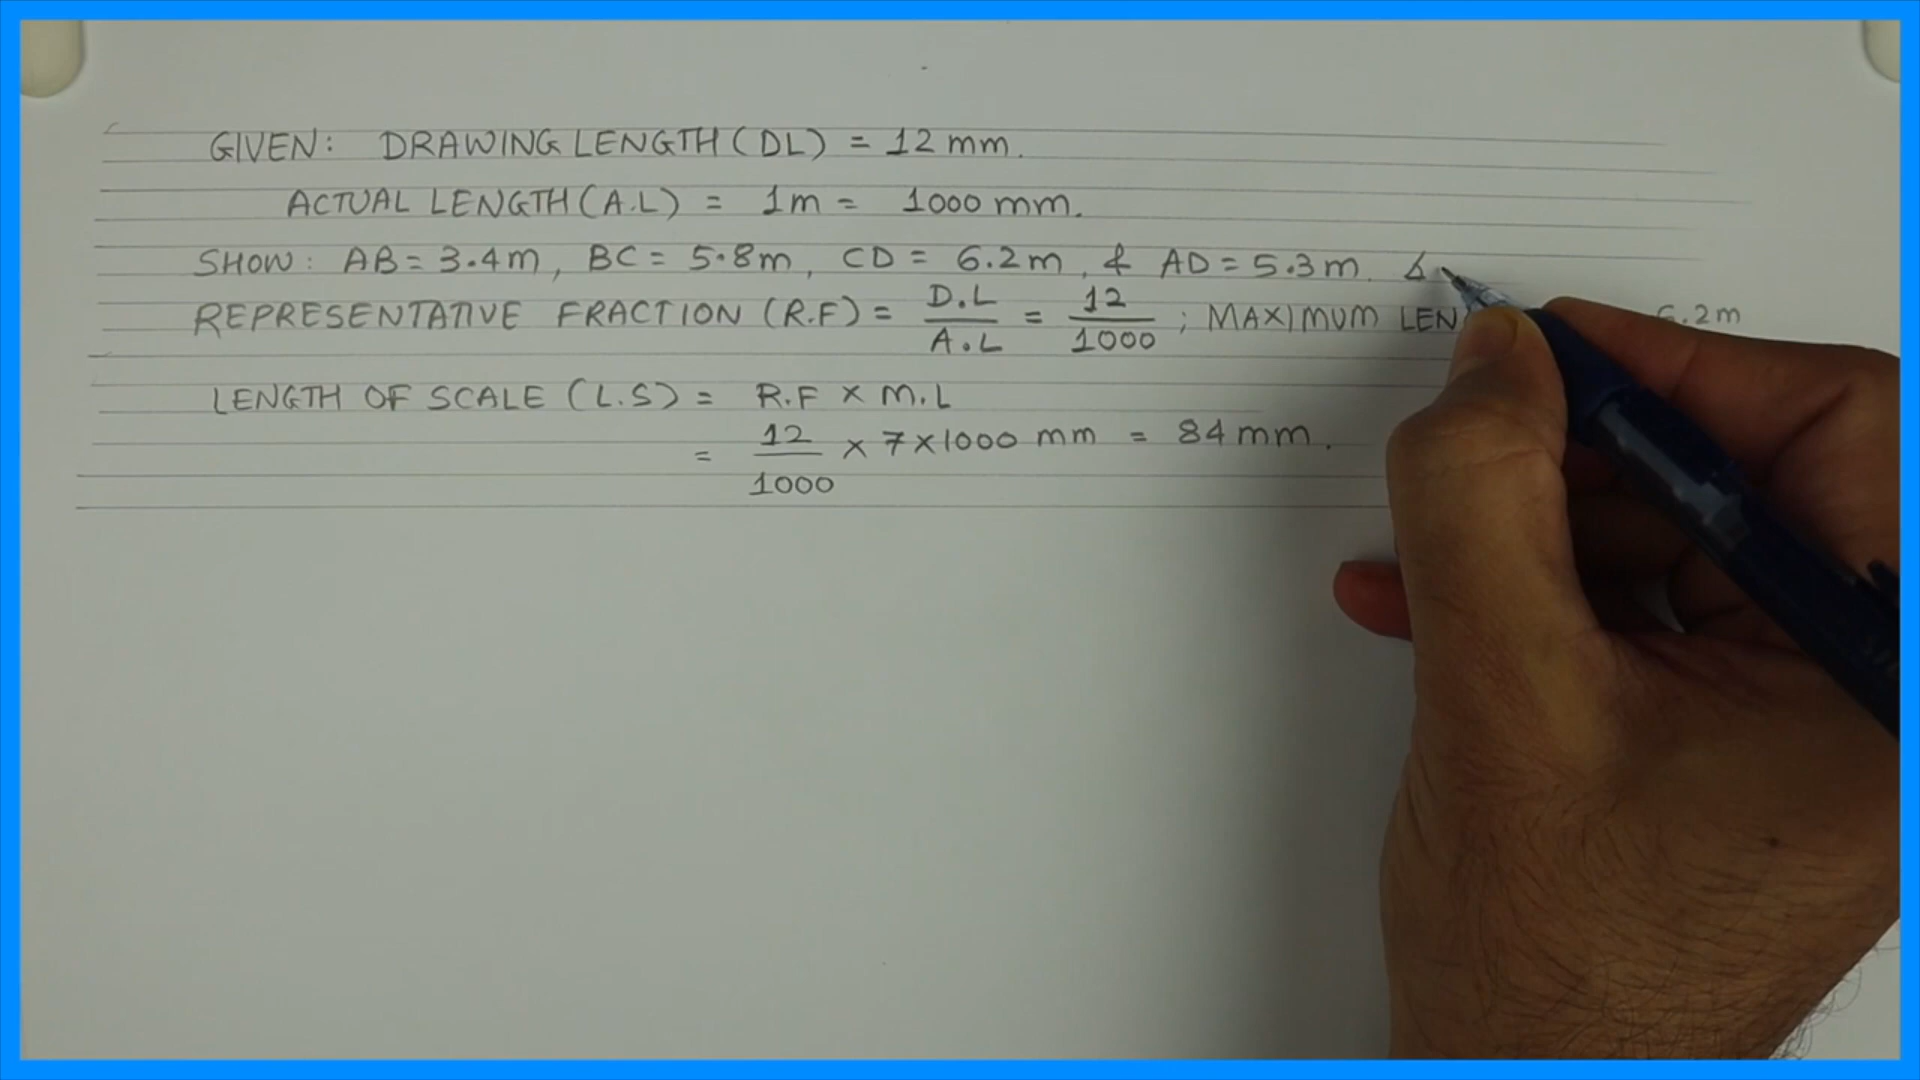 GIVEN: DRAWING LENGTH (DL) = 12 mm.
ACTUAL LENGTH (A.L) = 1m = 1000 mm.
SHOW: AB = 3.4m, BC = 5.8m, CD = 6.2m, & AD = 5.3m.
REPRESENTATIVE FRACTION (R.F) = D.L / A.L = 12 / 1000 ; MAXIMUM 6.2m
LENGTH OF SCALE (L.S) = R.F × M.L
= 12 / 1000 × 7 × 1000 mm = 84 mm.